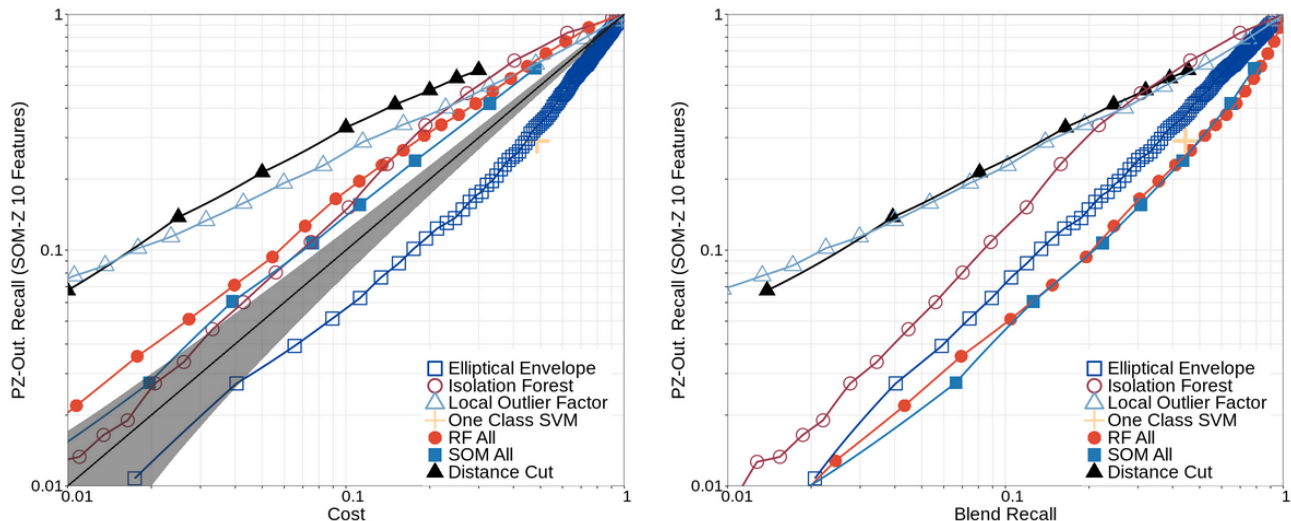 PZ-Out. Recall (SOM-Z 10 Features)
1
0.1
0.01
0.01
0.1
1
Cost
Elliptical Envelope
Isolation Forest
Local Outlier Factor
One Class SVM
RF All
SOM All
Distance Cut
PZ-Out. Recall (SOM-Z 10 Features)
1
0.1
0.01
0.01
0.1
1
Blend Recall
Elliptical Envelope
Isolation Forest
Local Outlier Factor
One Class SVM
RF All
SOM All
Distance Cut